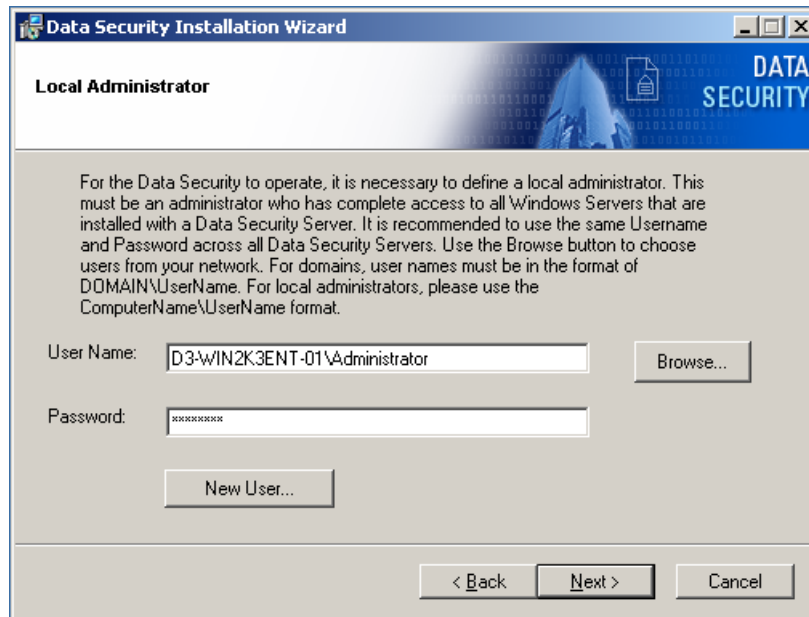 Data Security Installation Wizard
Local Administrator
DATA
SECURITY
For the Data Security to operate, it is necessary to define a local administrator. This
must be an administrator who has complete access to all Windows Servers that are
installed with a Data Security Server. It is recommended to use the same Username
and Password across all Data Security Servers. Use the Browse button to choose
users from your network. For domains, user names must be in the format of
DOMAIN\UserName. For local administrators, please use the
ComputerName\UserName format.
User Name:
D3-WIN2K3ENT-01\Administrator
Browse...
Password:
××××××××
New User...
< Back
Next >
Cancel